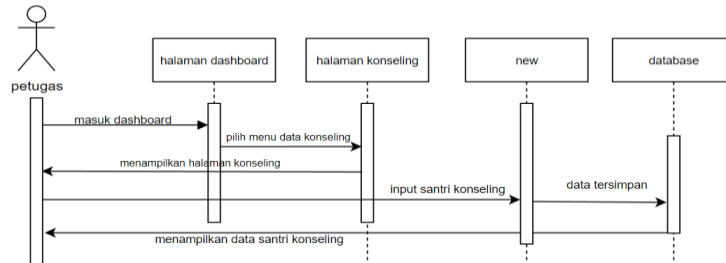 petugas
halaman dashboard
halaman konseling
new
database
masuk dashboard
pilih menu data konseling
menampilkan halaman konseling
input santri konseling
data tersimpan
menampilkan data santri konseling